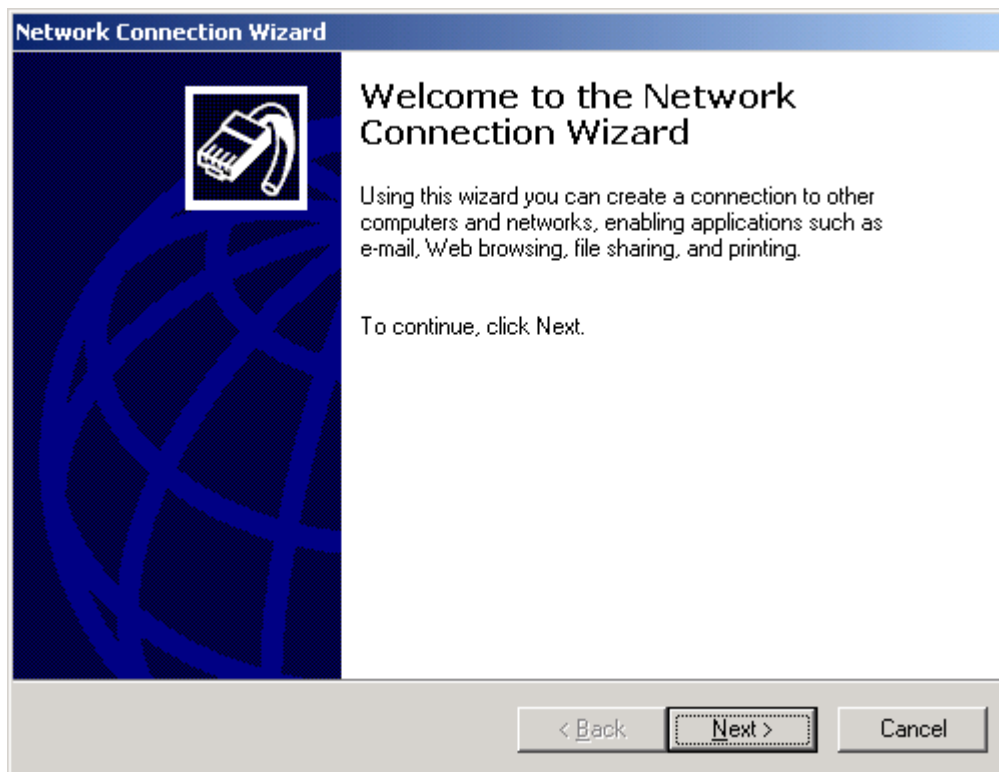 Network Connection Wizard
Welcome to the Network
Connection Wizard
Using this wizard you can create a connection to other
computers and networks, enabling applications such as
e-mail, Web browsing, file sharing, and printing.
To continue, click Next.
< Back
Next >
Cancel